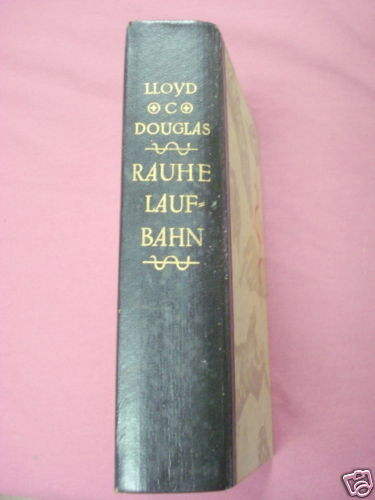 LLOYD
C
DOUGLAS
RAUHE
LAUF=
BAHN